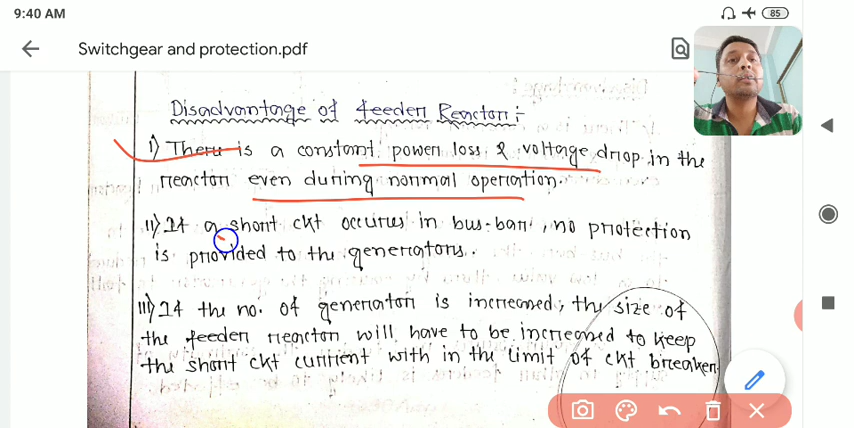 9:40 AM
85
Switchgear and protection.pdf
Disadvantage of feeder Reactor:-
i) There is a constant power loss & voltage drop in the
reactor even during normal operation.
ii) If a short ckt occures in bus-bar, no protection
is provided to the generators.
iii) If the no. of generator is increased, the size of
the feeder reactor will have to be increased to keep
the short ckt current with in the limit of ckt breaker.